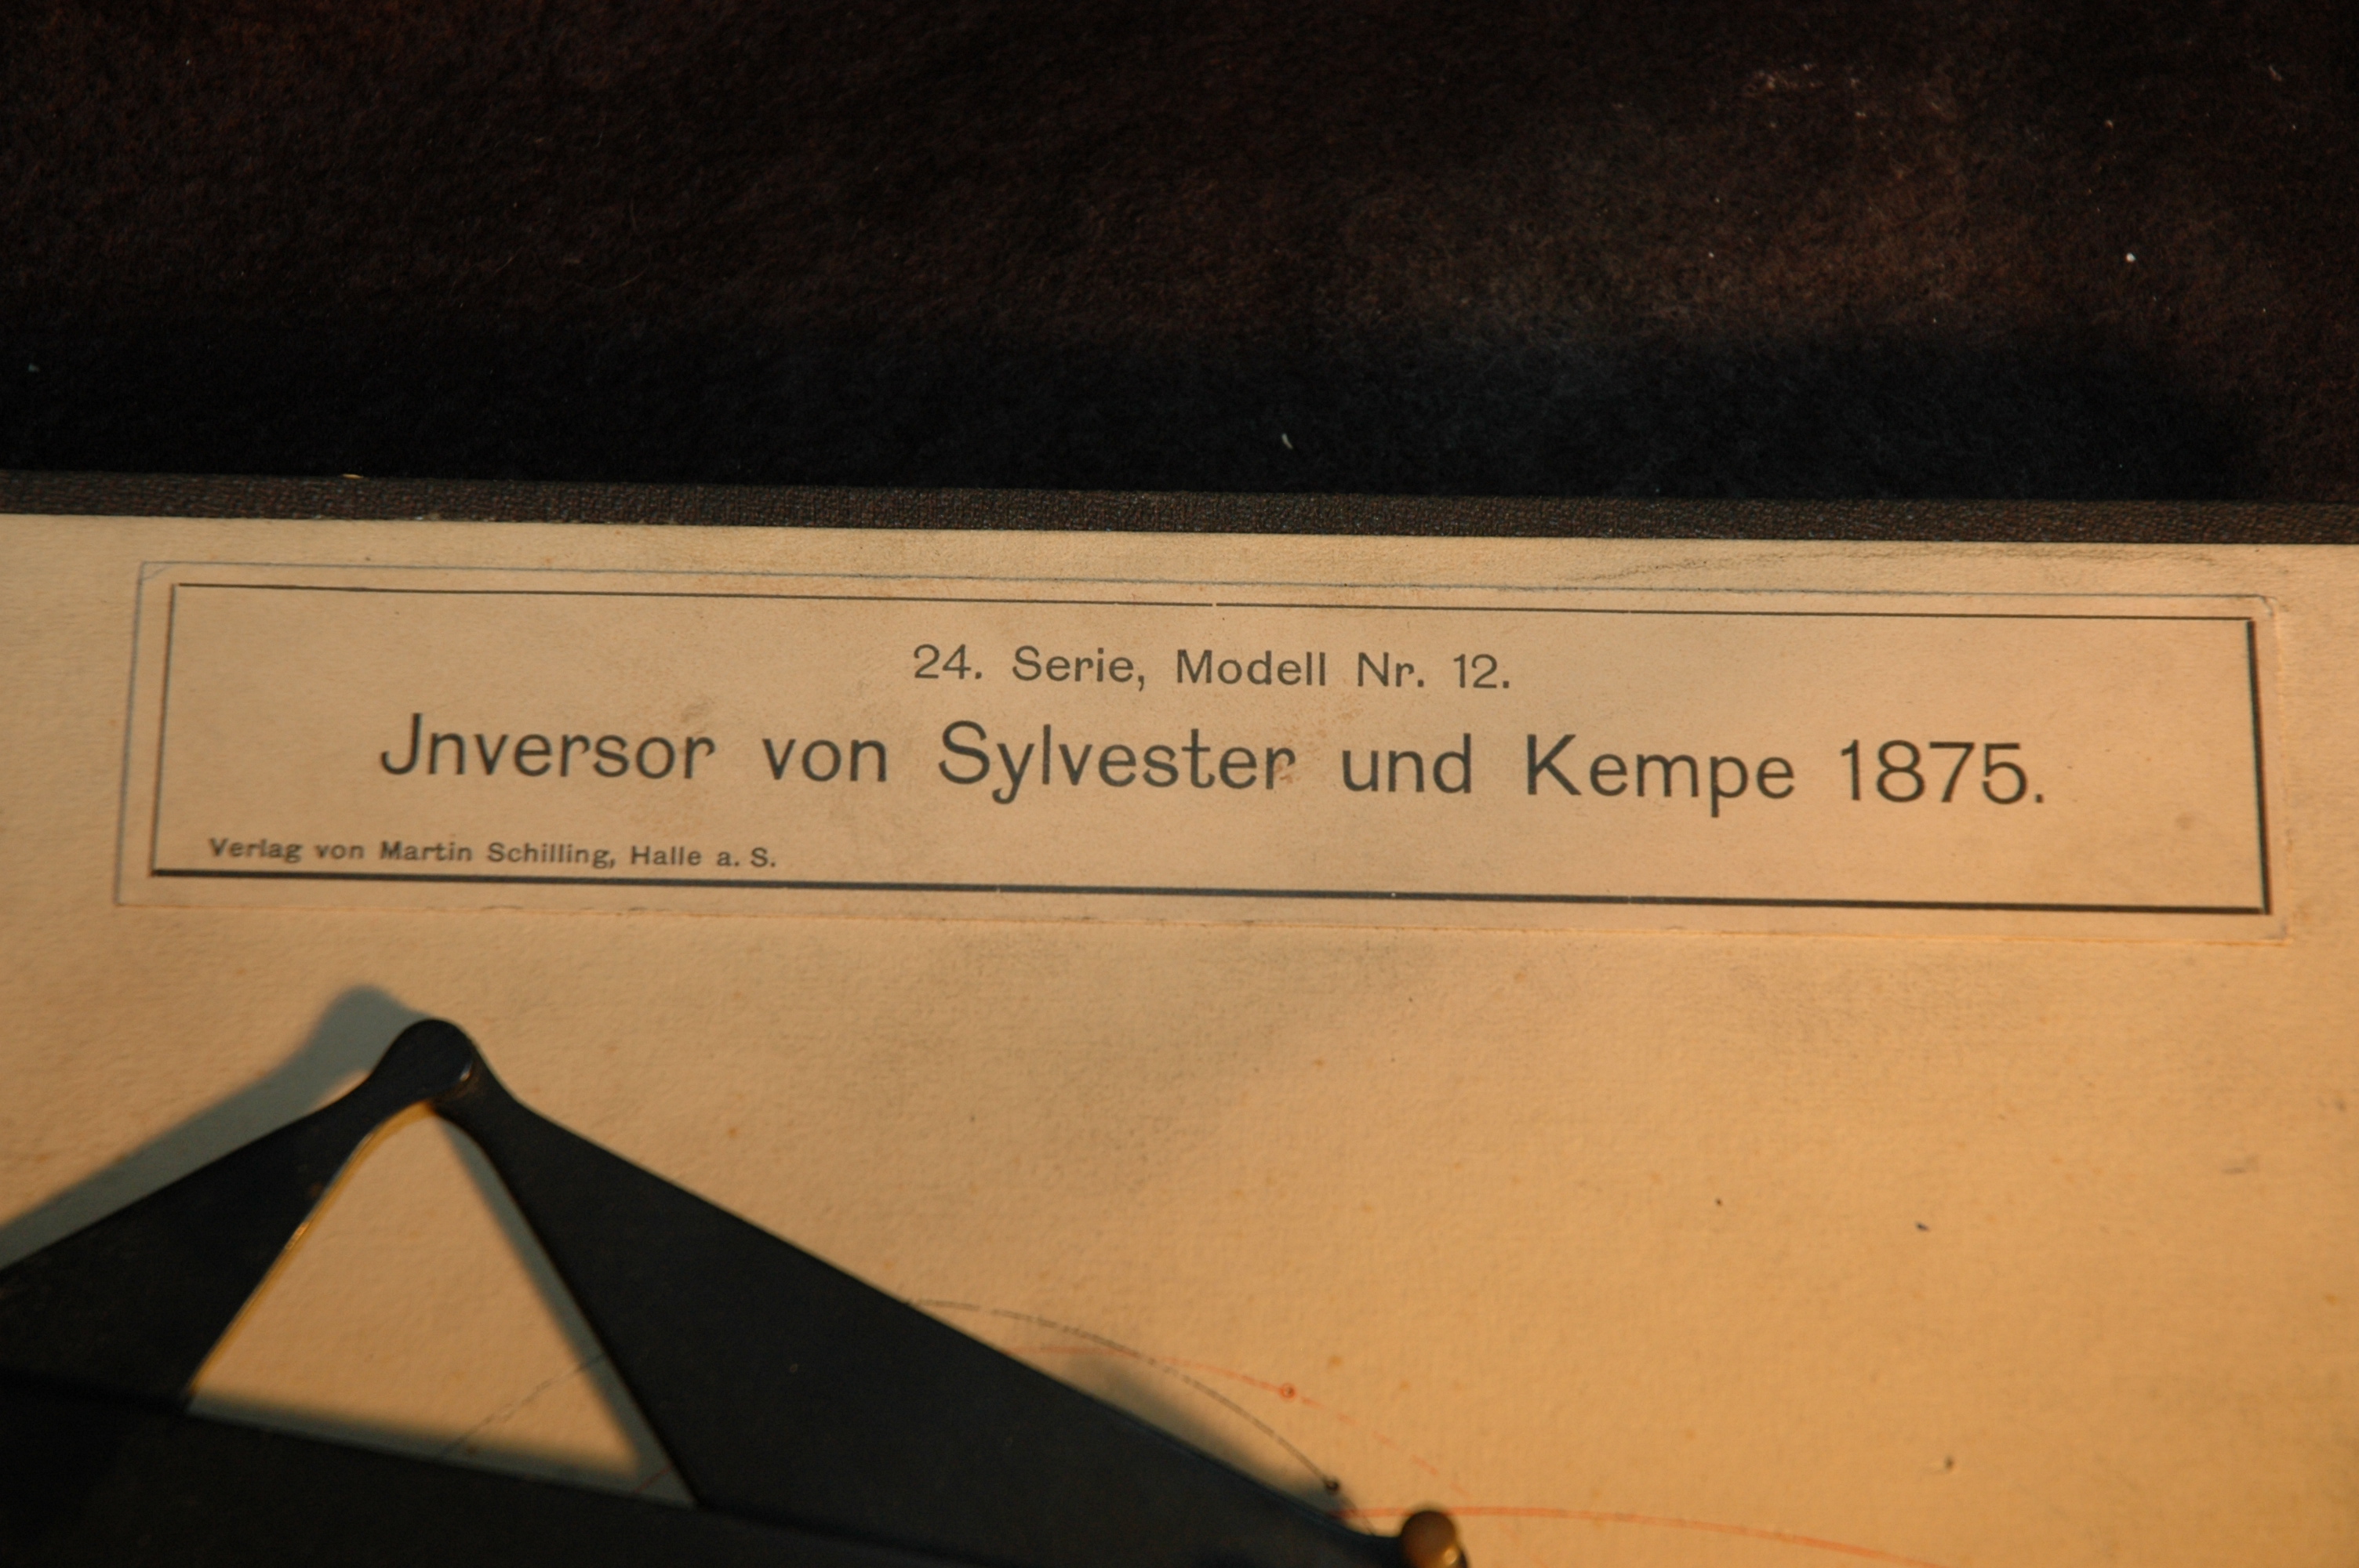 24. Serie, Modell Nr. 12.
Jnversor von Sylvester und Kempe 1875.
Verlag von Martin Schilling, Halle a. S.